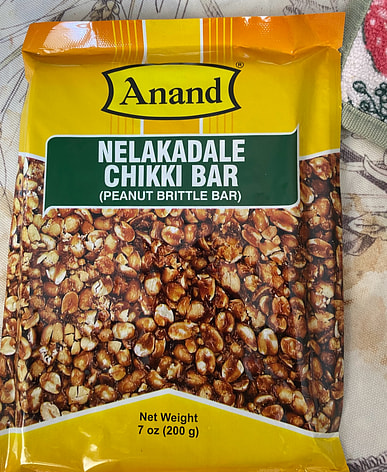 Anand®
NELAKADALE
CHIKKI BAR
(PEANUT BRITTLE BAR)
Net Weight
7 oz (200 g)